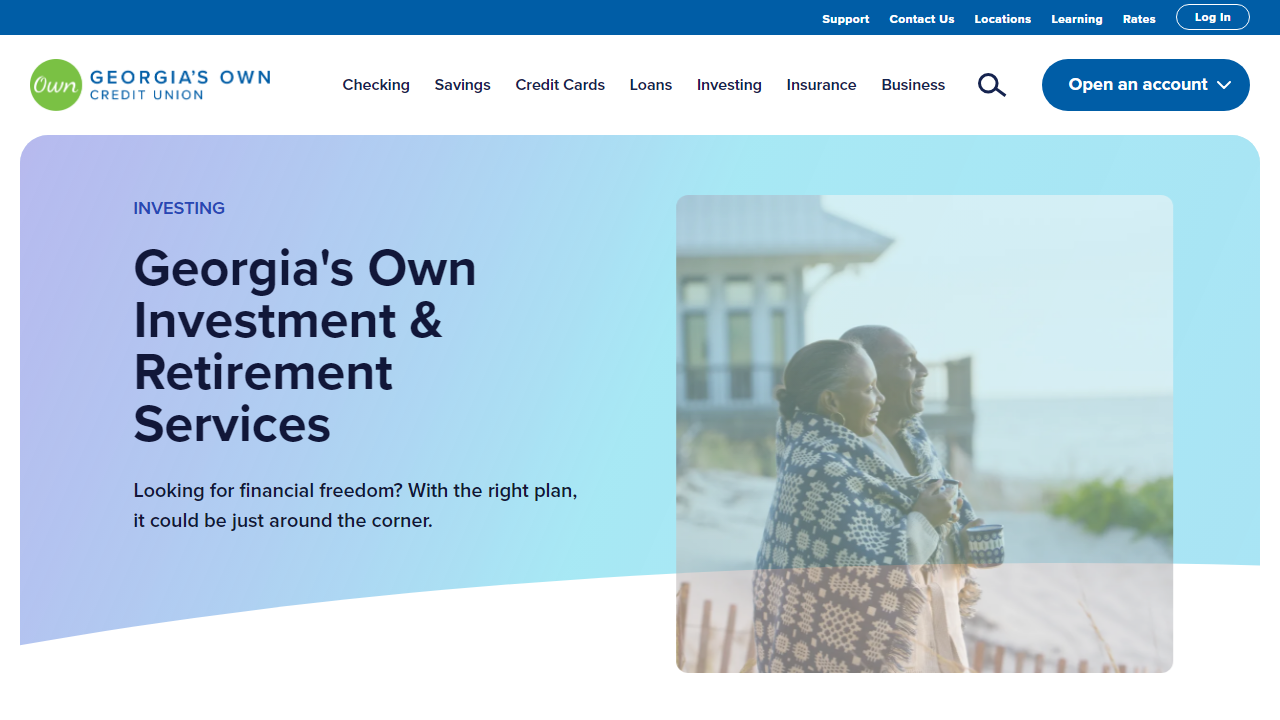 Support Contact Us Locations Learning Rates Log In
Own GEORGIA'S OWN
CREDIT UNION
Checking Savings Credit Cards Loans Investing Insurance Business Open an account
INVESTING
Georgia's Own
Investment &
Retirement
Services
Looking for financial freedom? With the right plan,
it could be just around the corner.